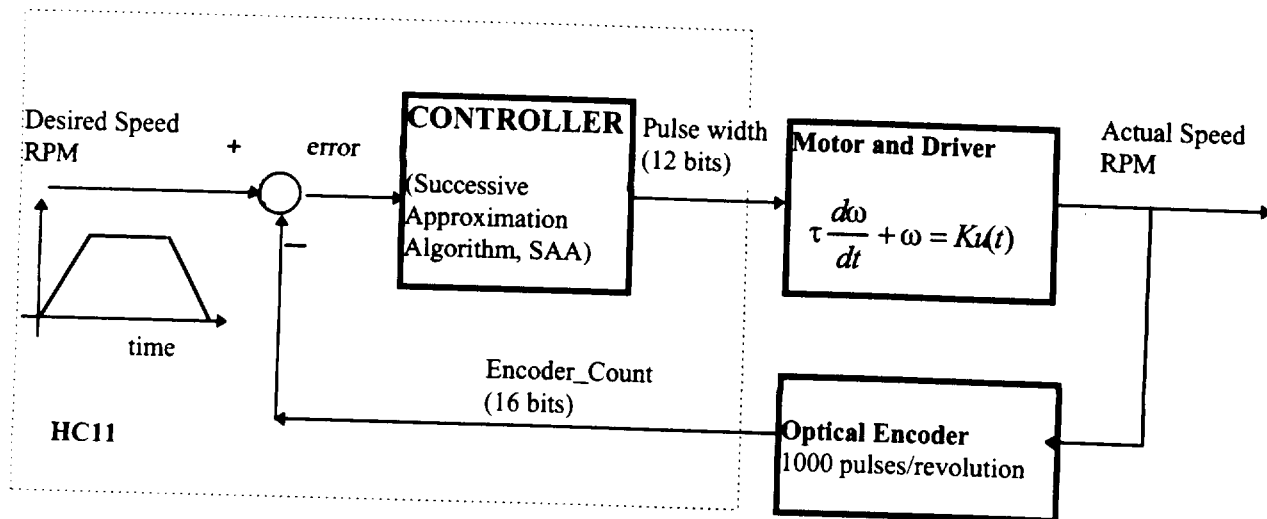 Desired Speed
RPM
+
error
−
time
HC11
CONTROLLER
(Successive
Approximation
Algorithm, SAA)
Pulse width
(12 bits)
Motor and Driver
τ dω/dt + ω = Ku(t)
Actual Speed
RPM
Encoder_Count
(16 bits)
Optical Encoder
1000 pulses/revolution